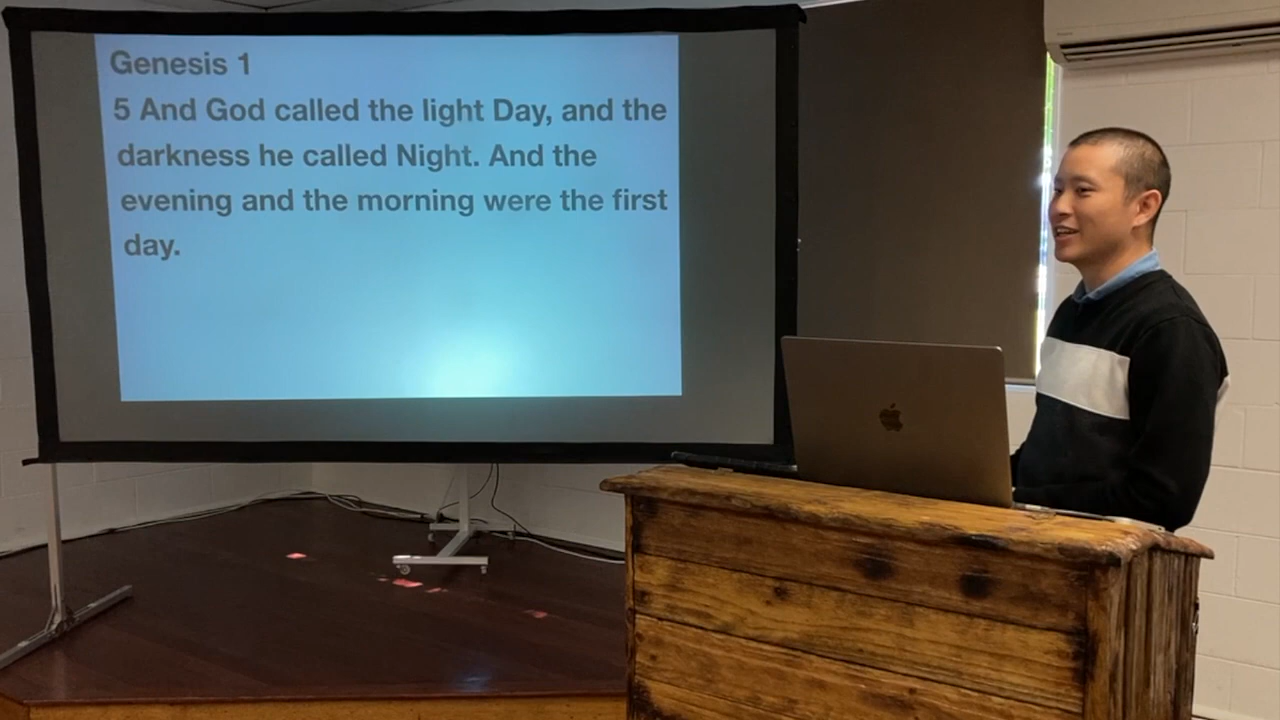 Genesis 1
5 And God called the light Day, and the
darkness he called Night. And the
evening and the morning were the first
day.